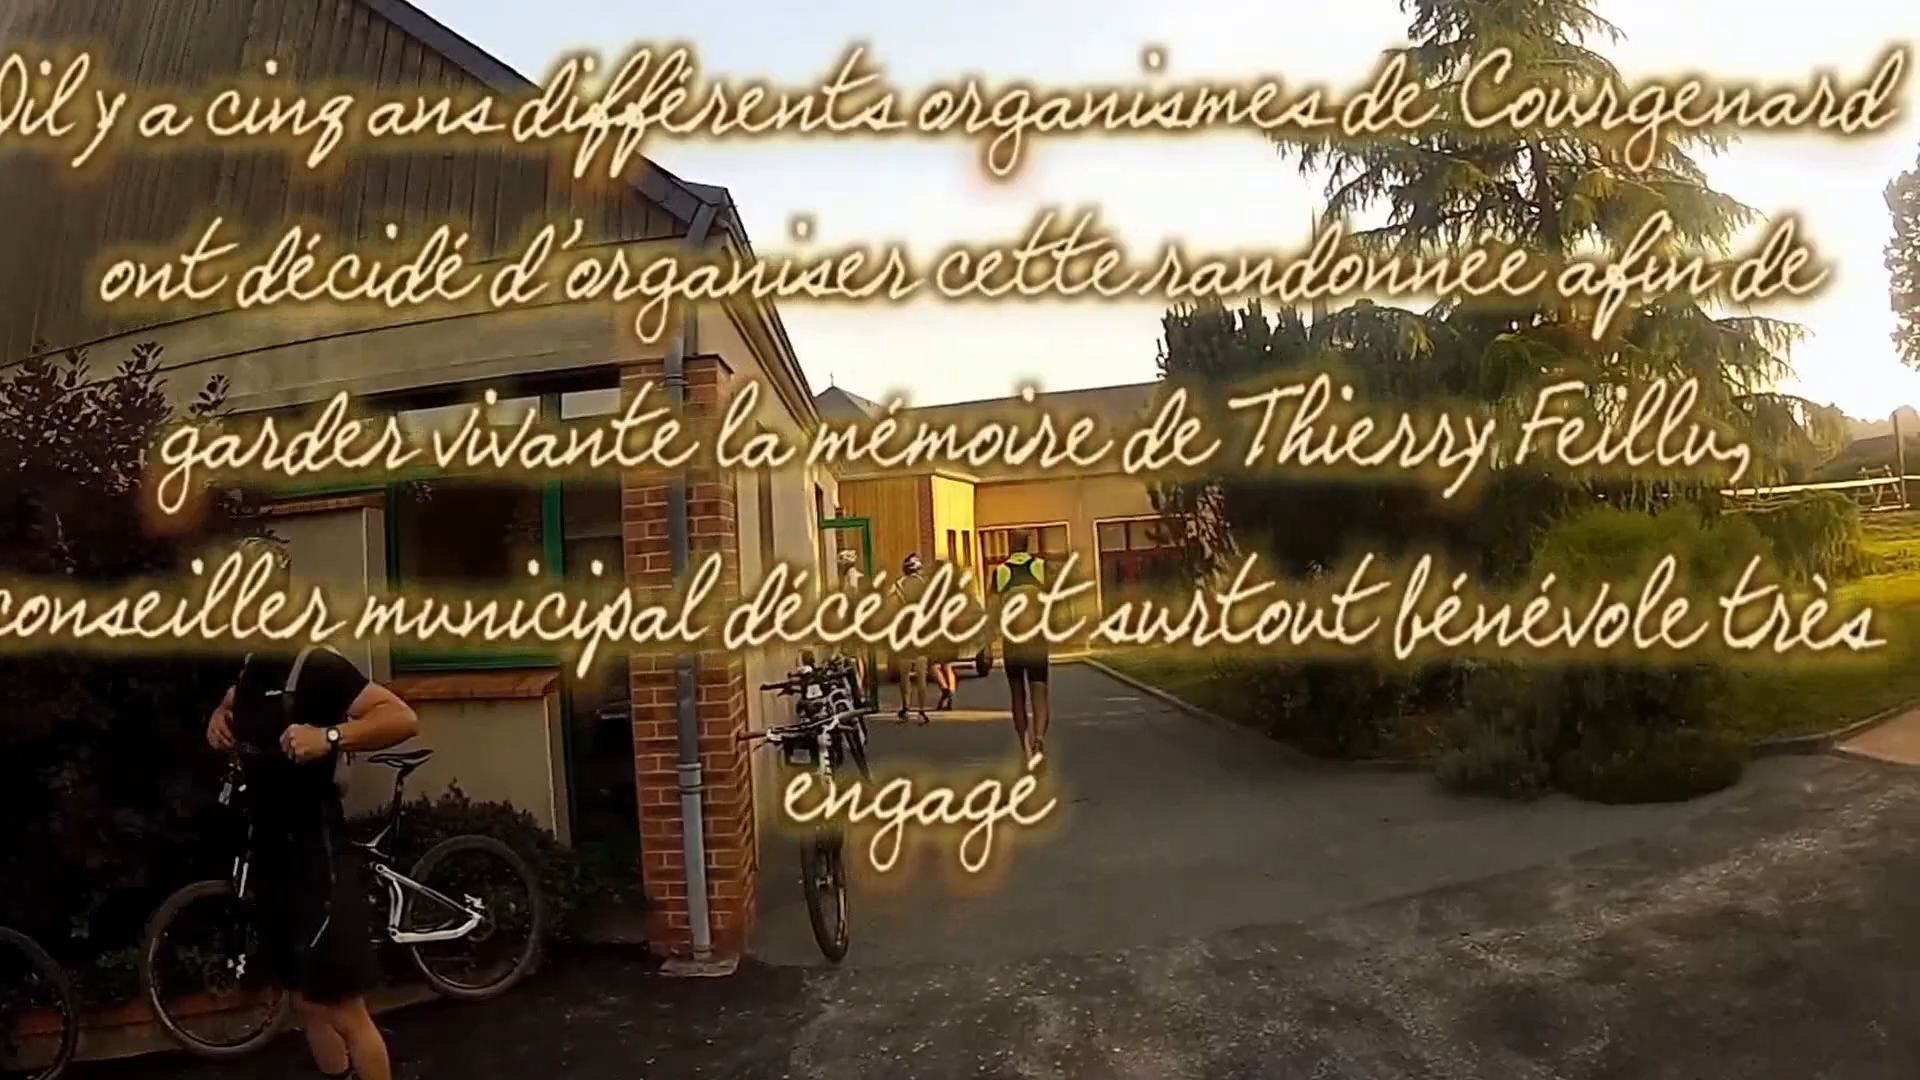 il y a cinq ans différents organismes de Courgenard
ont décidé d'organiser cette randonnée afin de
garder vivante la mémoire de Thierry Feillu,
conseiller municipal décédé et surtout bénévole très
engagé